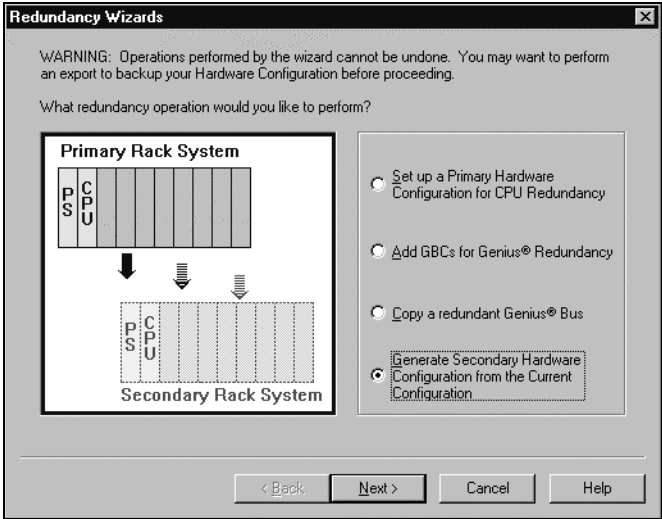 Redundancy Wizards
WARNING: Operations performed by the wizard cannot be undone. You may want to perform
an export to backup your Hardware Configuration before proceeding.
What redundancy operation would you like to perform?
Primary Rack System
PS
CPU
PS
CPU
Secondary Rack System
Set up a Primary Hardware
Configuration for CPU Redundancy
Add GBCs for Genius® Redundancy
Copy a redundant Genius® Bus
Generate Secondary Hardware
Configuration from the Current
Configuration
< Back
Next >
Cancel
Help